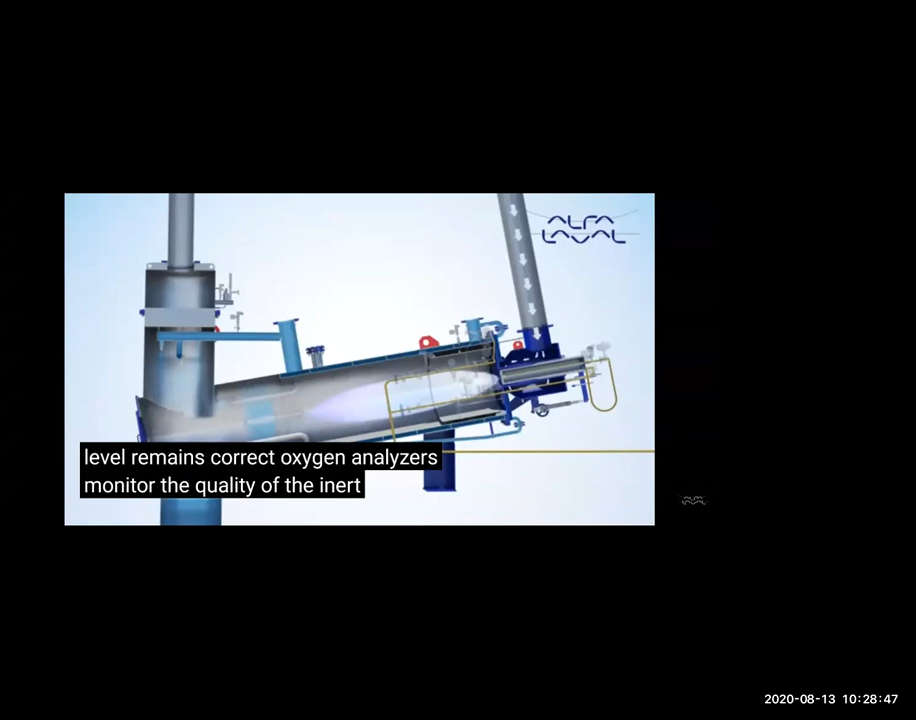 ALFA
LAVAL
level remains correct oxygen analyzers
monitor the quality of the inert
2020-08-13 10:28:47